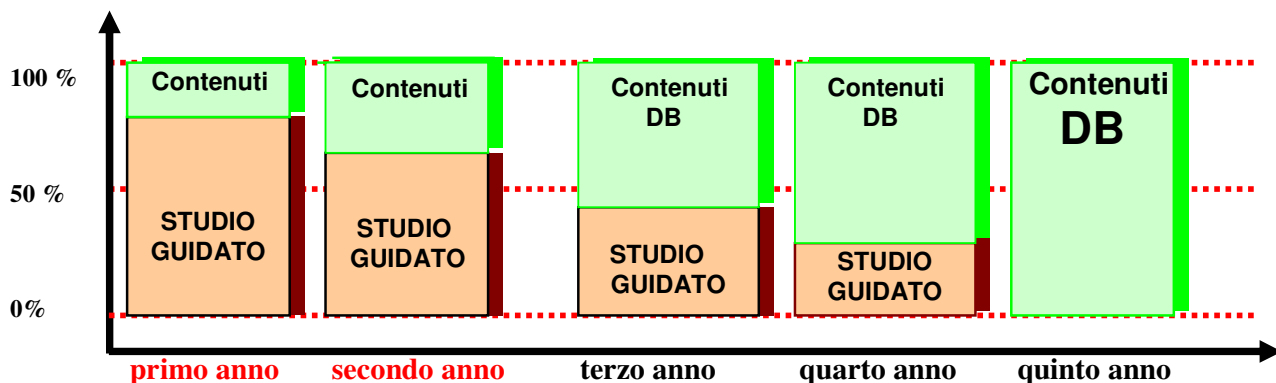 100 %
50 %
0%
Contenuti
STUDIO
GUIDATO
Contenuti
STUDIO
GUIDATO
Contenuti
DB
STUDIO
GUIDATO
Contenuti
DB
STUDIO
GUIDATO
Contenuti
DB
primo anno
secondo anno
terzo anno
quarto anno
quinto anno